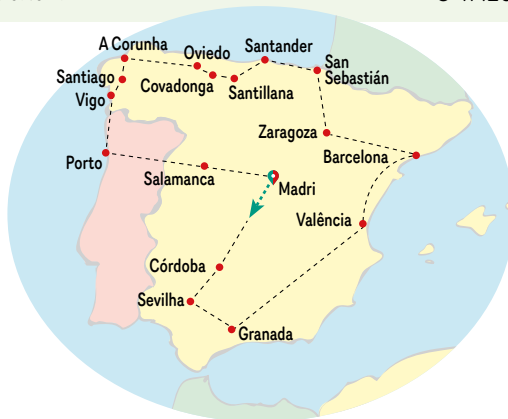 A Corunha
Oviedo
Santander
San
Sebastián
Santiago
Covadonga
Santillana
Vigo
Zaragoza
Barcelona
Porto
Salamanca
Madri
Valência
Córdoba
Sevilha
Granada